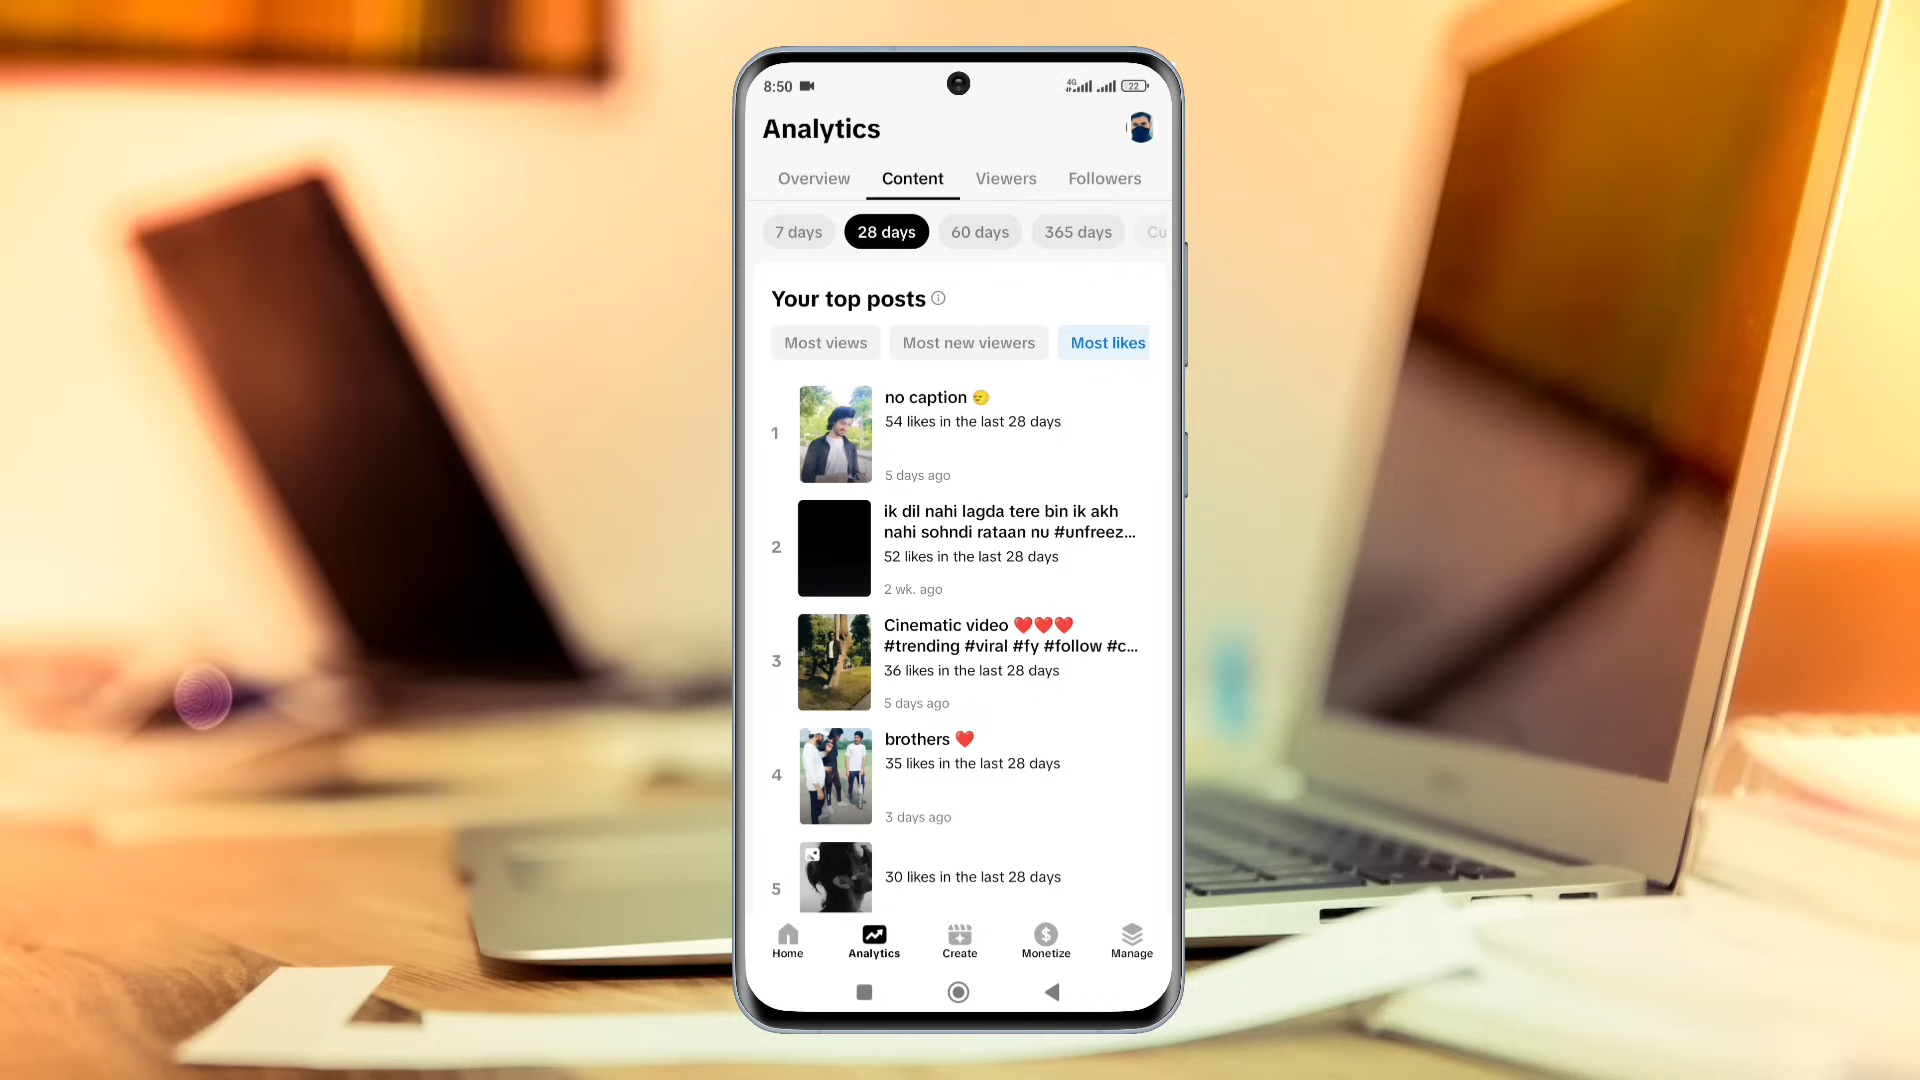 8:50
4G
22
Analytics
Overview Content Viewers Followers
7 days 28 days 60 days 365 days Cu
Your top posts
Most views Most new viewers Most likes
1
no caption 😏
54 likes in the last 28 days
5 days ago
2
ik dil nahi lagda tere bin ik akh
nahi sohndi rataan nu #unfreez...
52 likes in the last 28 days
2 wk. ago
3
Cinematic video ❤️❤️❤️
#trending #viral #fy #follow #c...
36 likes in the last 28 days
5 days ago
4
brothers ❤️
35 likes in the last 28 days
3 days ago
5
30 likes in the last 28 days
Home Analytics Create Monetize Manage